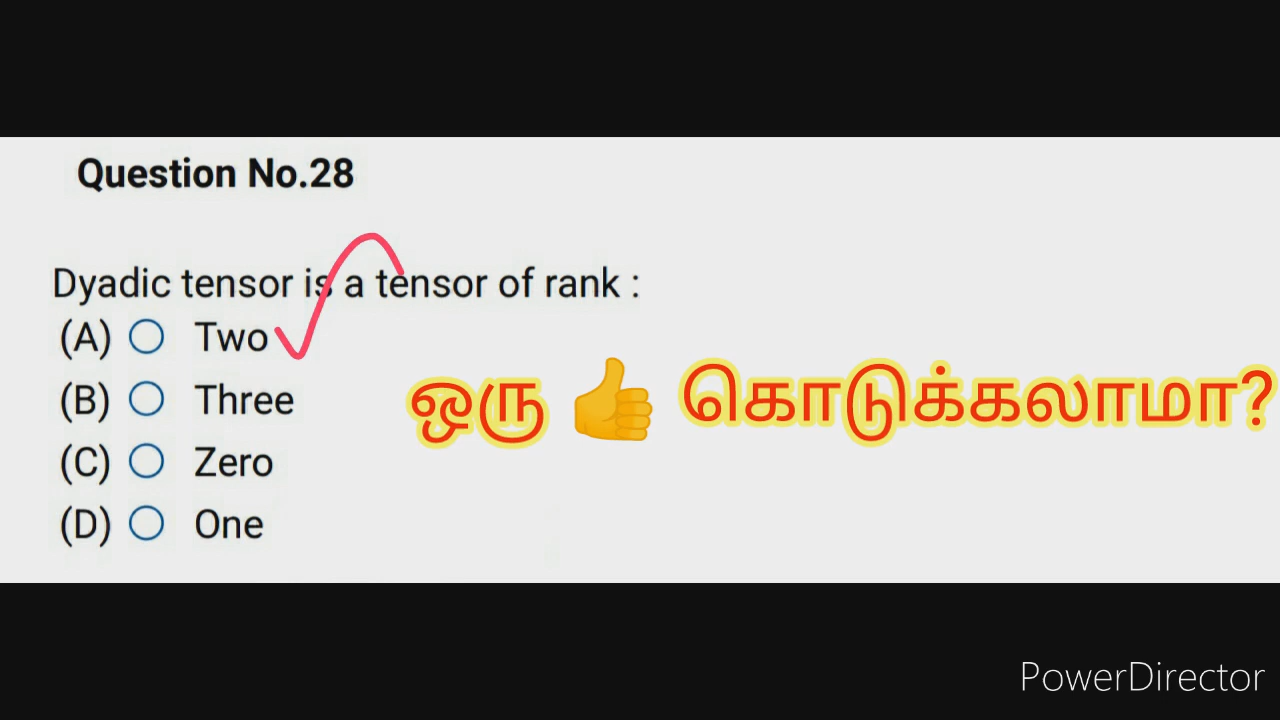 Question No.28
Dyadic tensor is a tensor of rank :
(A) Two
(B) Three
ஒரு 👍 கொடுக்கலாமா?
(C) Zero
(D) One
PowerDirector